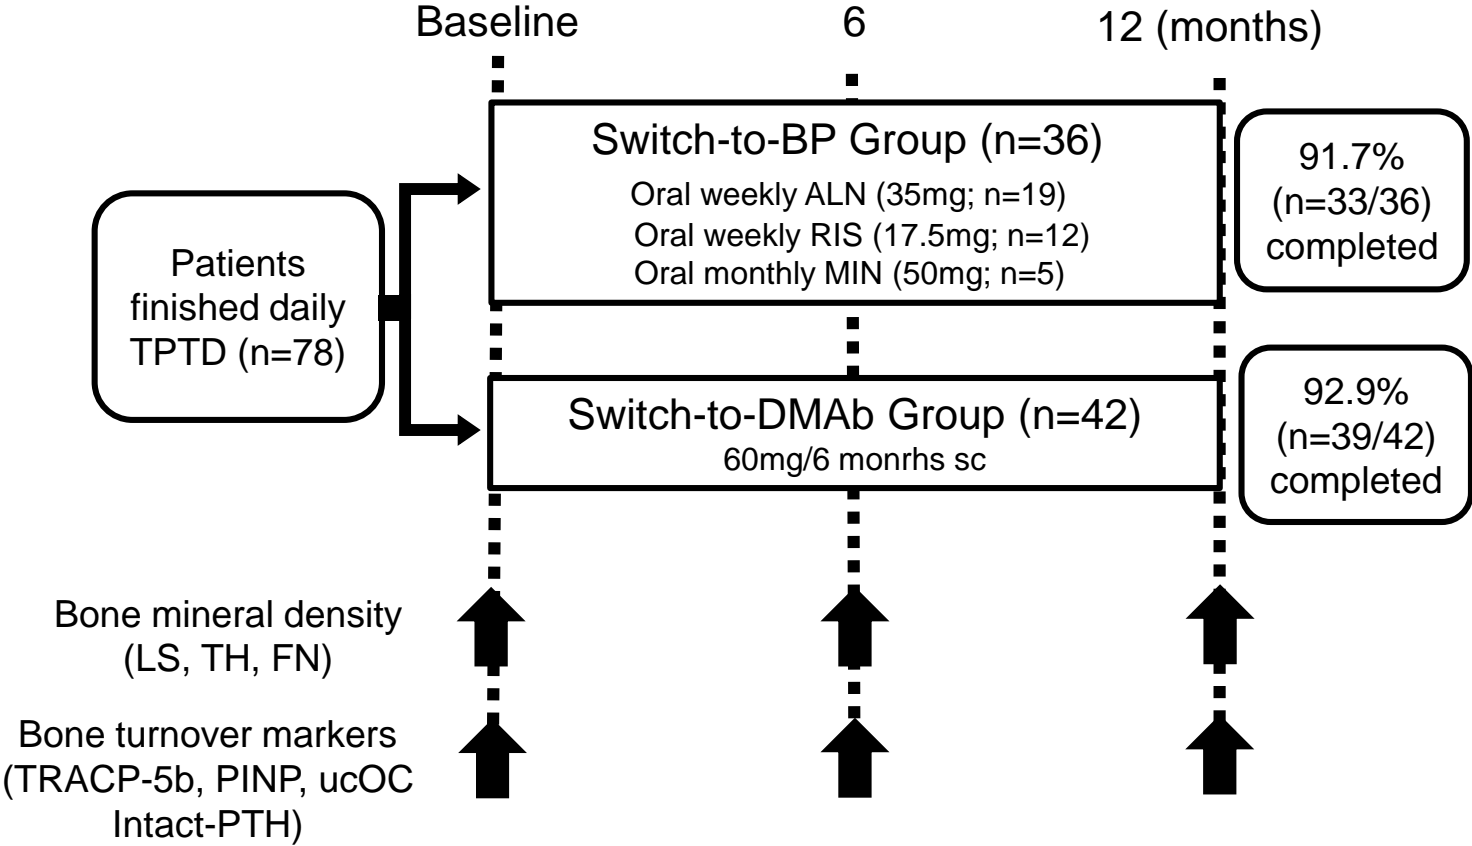 Baseline
6
12 (months)
Switch-to-BP Group (n=36)
Oral weekly ALN (35mg; n=19)
Oral weekly RIS (17.5mg; n=12)
Oral monthly MIN (50mg; n=5)
91.7%
(n=33/36)
completed
Patients
finished daily
TPTD (n=78)
Switch-to-DMAb Group (n=42)
60mg/6 monrhs sc
92.9%
(n=39/42)
completed
Bone mineral density
(LS, TH, FN)
Bone turnover markers
(TRACP-5b, PINP, ucOC
Intact-PTH)